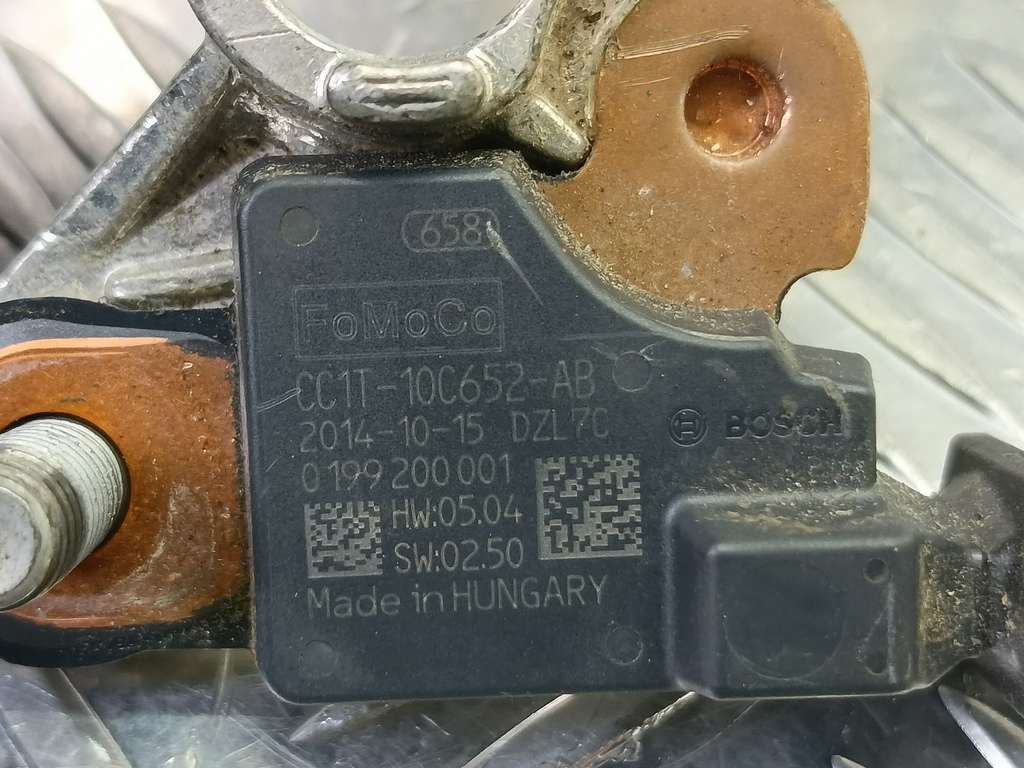 658
FoMoCo
CC1T-10C652-AB
2014-10-15 DZL7C
BOSCH
0 199 200 001
HW:05.04
SW:02.50
Made in HUNGARY